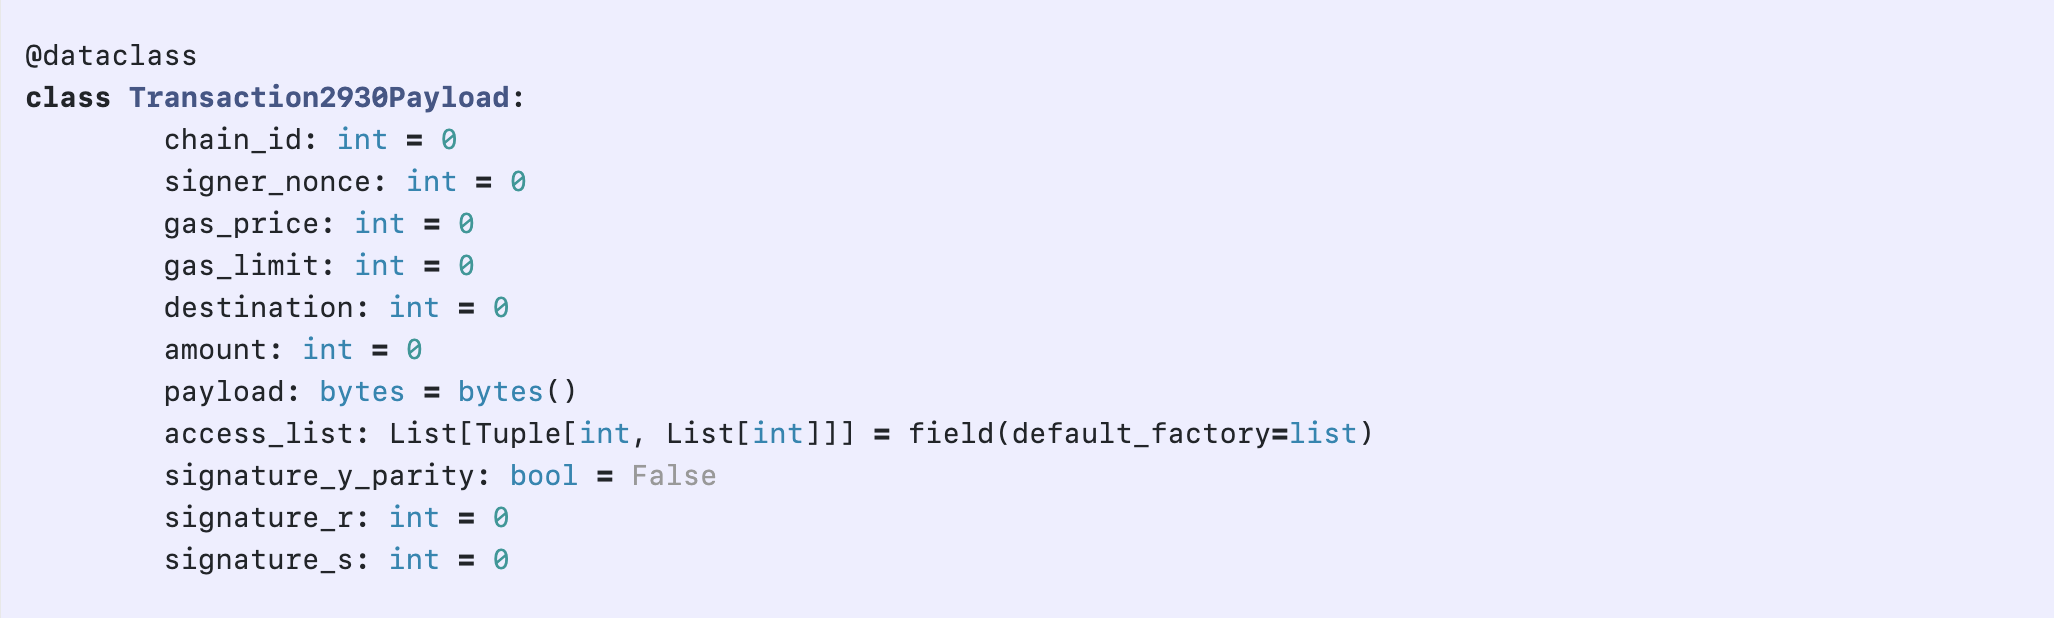 @dataclass
class Transaction2930Payload:
	chain_id: int = 0
	signer_nonce: int = 0
	gas_price: int = 0
	gas_limit: int = 0
	destination: int = 0
	amount: int = 0
	payload: bytes = bytes()
	access_list: List[Tuple[int, List[int]]] = field(default_factory=list)
	signature_y_parity: bool = False
	signature_r: int = 0
	signature_s: int = 0